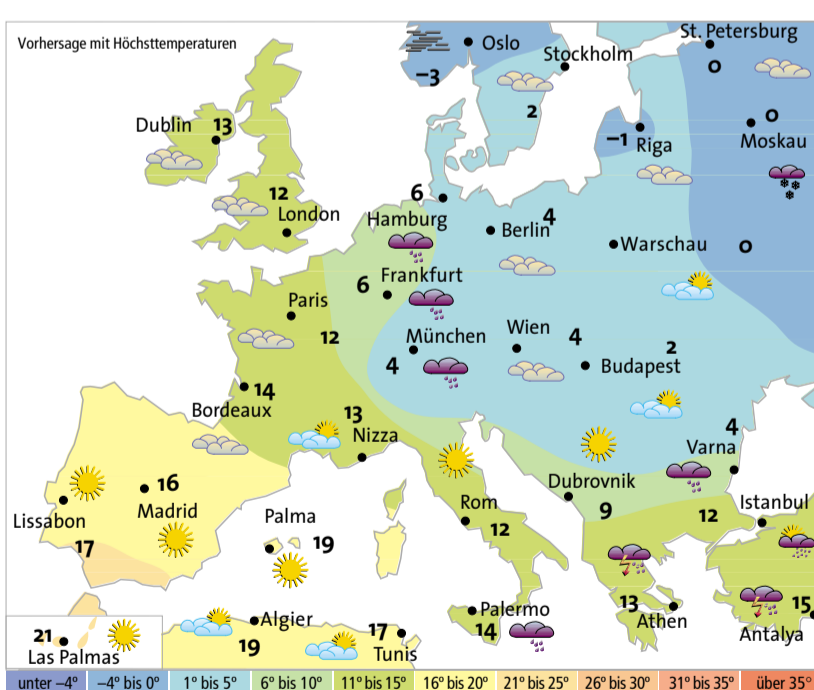 Vorhersage mit Höchsttemperaturen
Oslo
St. Petersburg
Stockholm
–3
0
2
Dublin
13
0
–1
Riga
Moskau
12
London
6
Hamburg
4
Berlin
Warschau
0
Frankfurt
6
Paris
12
München
4
Wien
4
2
Budapest
14
Bordeaux
13
Nizza
4
Varna
16
Madrid
Lissabon
17
Palma
19
Rom
12
Dubrovnik
9
12
Istanbul
21
Las Palmas
Algier
19
17
Tunis
Palermo
14
13
Athen
15
Antalya
unter –4° –4° bis 0° 1° bis 5° 6° bis 10° 11° bis 15° 16° bis 20° 21° bis 25° 26° bis 30° 31° bis 35° über 35°